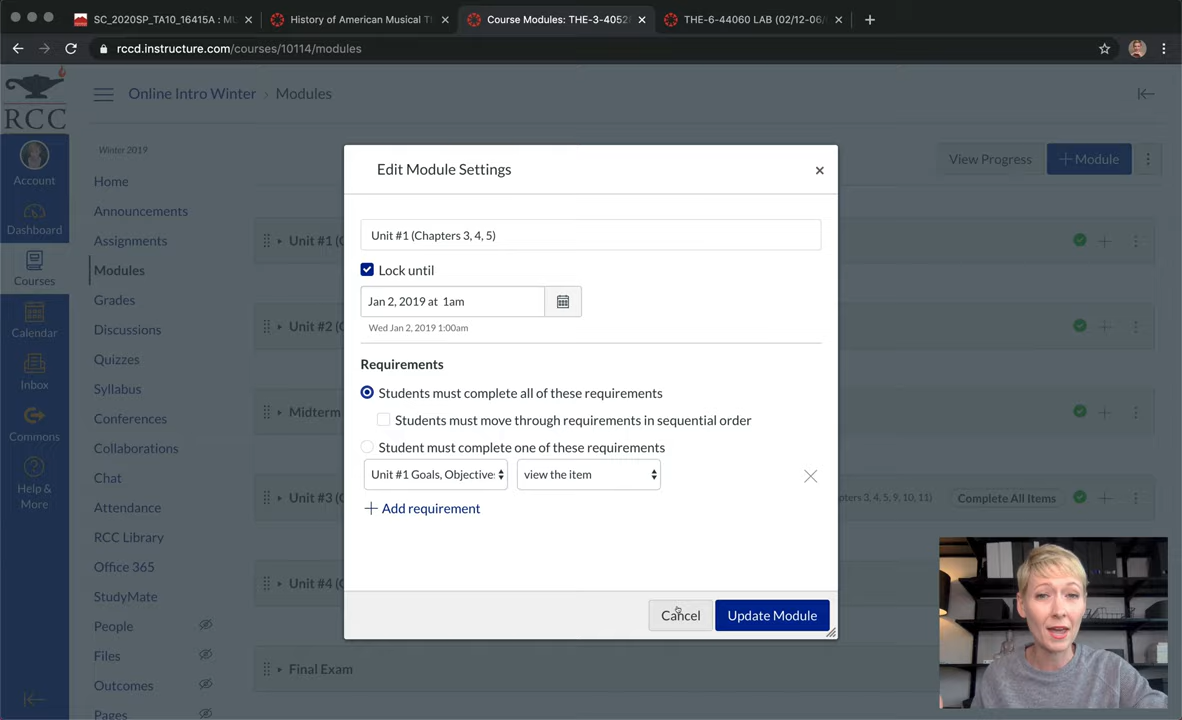 SC_2020SP_TA10_16415A : MU
History of American Musical Th
Course Modules: THE-3-4052
THE-6-44060 LAB (02/12-06/
rccd.instructure.com/courses/10114/modules
RCC
Online Intro Winter › Modules
Winter 2019
View Progress
+ Module
Account
Dashboard
Courses
Calendar
Inbox
Commons
Help & More
Home
Announcements
Assignments
Modules
Grades
Discussions
Quizzes
Syllabus
Conferences
Collaborations
Chat
Attendance
RCC Library
Office 365
StudyMate
People
Files
Outcomes
Pages
Unit #1 (C
Unit #2 (
Midterm
Unit #3 (C
pters 3, 4, 5, 9, 10, 11)
Complete All Items
Unit #4 (
Final Exam
Edit Module Settings
Unit #1 (Chapters 3, 4, 5)
Lock until
Jan 2, 2019 at 1am
Wed Jan 2, 2019 1:00am
Requirements
Students must complete all of these requirements
Students must move through requirements in sequential order
Student must complete one of these requirements
Unit #1 Goals, Objective:
view the item
+ Add requirement
Cancel
Update Module